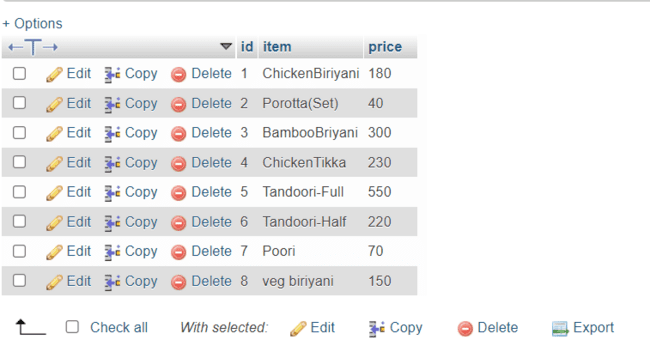 + Options
id item price
Edit Copy Delete 1 ChickenBiriyani 180
Edit Copy Delete 2 Porotta(Set) 40
Edit Copy Delete 3 BambooBriyani 300
Edit Copy Delete 4 ChickenTikka 230
Edit Copy Delete 5 Tandoori-Full 550
Edit Copy Delete 6 Tandoori-Half 220
Edit Copy Delete 7 Poori 70
Edit Copy Delete 8 veg biriyani 150
Check all With selected: Edit Copy Delete Export